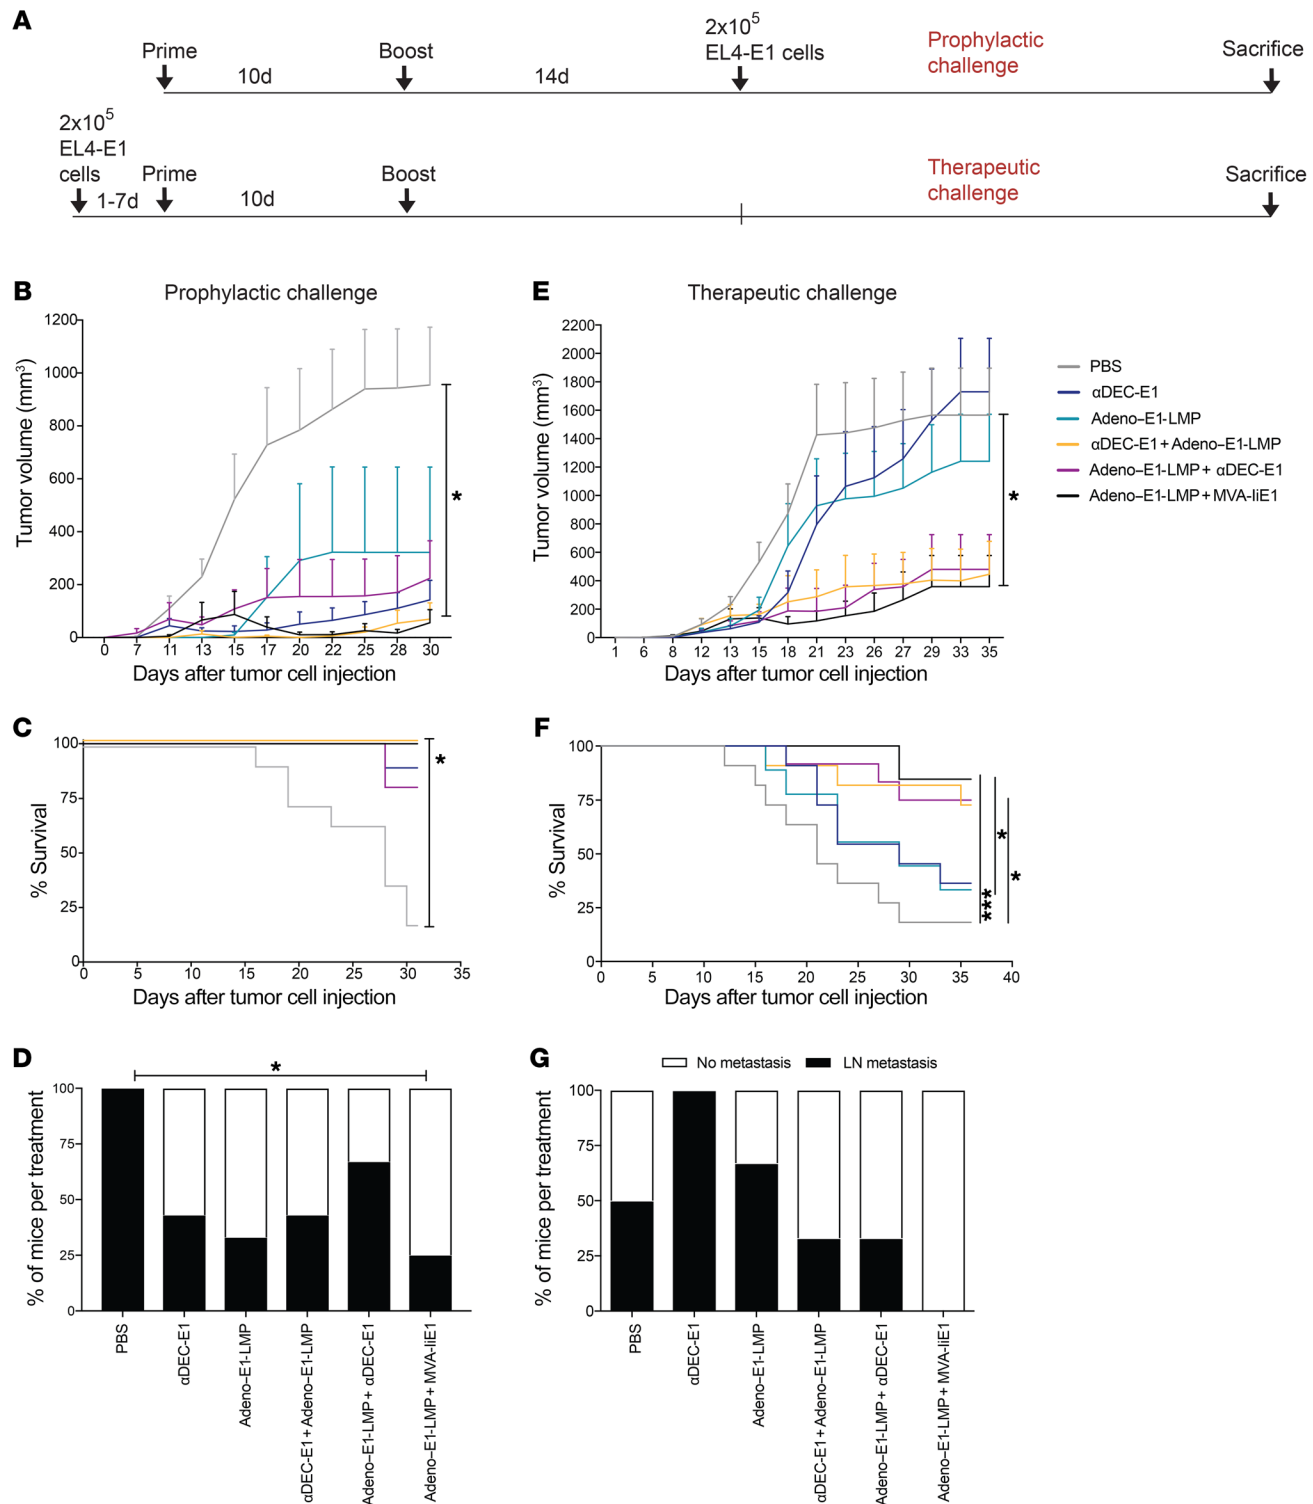 A
Prime
10d
Boost
14d
2x10⁵
EL4-E1 cells
Prophylactic
challenge
Sacrifice
2x10⁵
EL4-E1
cells
1-7d
Prime
10d
Boost
Therapeutic
challenge
Sacrifice
B
Prophylactic challenge
Tumor volume (mm³)
1200
1000
800
600
400
200
0
*
0 7 11 13 15 17 20 22 25 28 30
Days after tumor cell injection
E
Therapeutic challenge
Tumor volume (mm³)
2200
2000
1800
1600
1400
1200
1000
800
600
400
200
0
*
1 6 8 12 13 15 18 21 23 26 27 29 33 35
Days after tumor cell injection
PBS
αDEC-E1
Adeno–E1-LMP
αDEC-E1 + Adeno–E1-LMP
Adeno–E1-LMP + αDEC-E1
Adeno–E1-LMP + MVA-IiE1
C
% Survival
100
75
50
25
0
*
0 5 10 15 20 25 30 35
Days after tumor cell injection
F
% Survival
100
75
50
25
0
***
*
*
0 5 10 15 20 25 30 35 40
Days after tumor cell injection
D
% of mice per treatment
100
75
50
25
0
*
PBS
αDEC-E1
Adeno–E1-LMP
αDEC-E1 + Adeno–E1-LMP
Adeno–E1-LMP + αDEC-E1
Adeno–E1-LMP + MVA-IiE1
G
No metastasis LN metastasis
% of mice per treatment
100
75
50
25
0
PBS
αDEC-E1
Adeno–E1-LMP
αDEC-E1 + Adeno–E1-LMP
Adeno–E1-LMP + αDEC-E1
Adeno–E1-LMP + MVA-IiE1